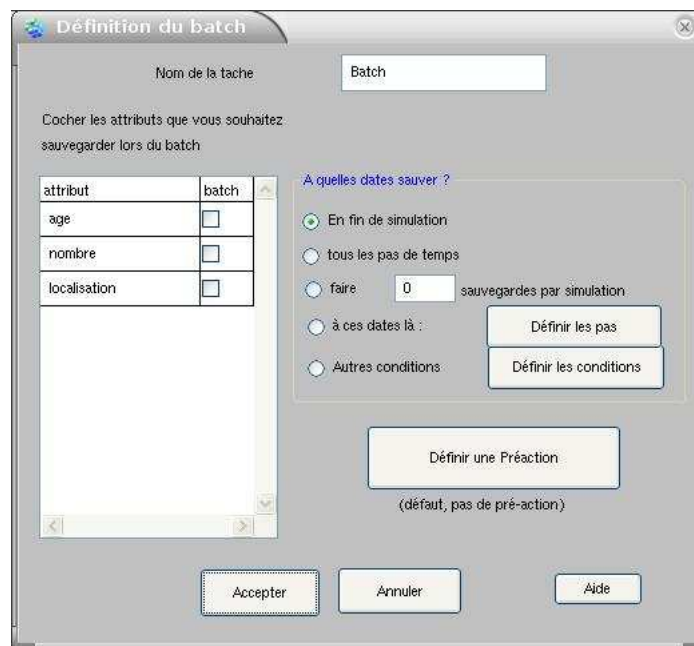 Définition du batch
Nom de la tache
Batch
Cocher les attributs que vous souhaitez
sauvegarder lors du batch
attribut batch
age
nombre
localisation
A quelles dates sauver ?
En fin de simulation
tous les pas de temps
faire 0 sauvegardes par simulation
à ces dates là : Définir les pas
Autres conditions Définir les conditions
Définir une Préaction
(défaut, pas de pré-action)
Accepter Annuler Aide